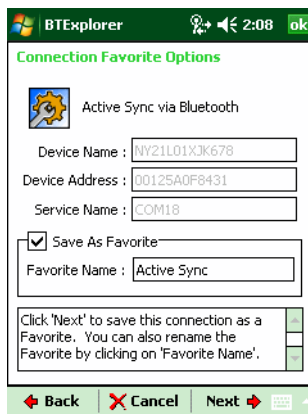 BTExplorer 2:08 ok
Connection Favorite Options
Active Sync via Bluetooth
Device Name : NY21L01XJK678
Device Address : 00125A0F8431
Service Name : COM18
Save As Favorite
Favorite Name : Active Sync
Click 'Next' to save this connection as a
Favorite. You can also rename the
Favorite by clicking on 'Favorite Name'.
Back Cancel Next